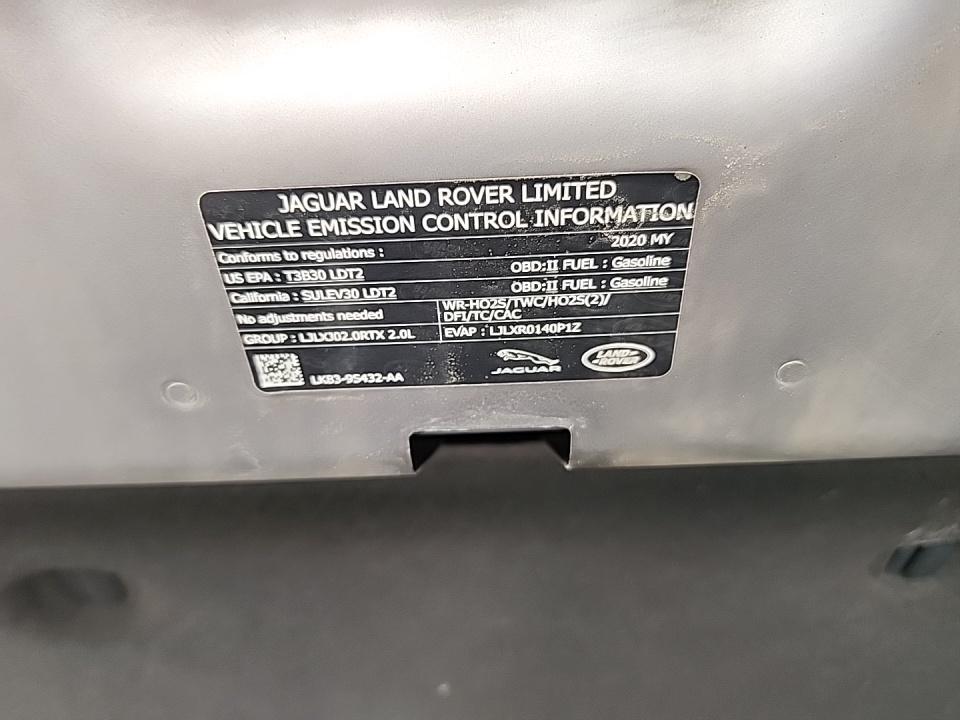 JAGUAR LAND ROVER LIMITED
VEHICLE EMISSION CONTROL INFORMATION
Conforms to regulations : 2020 MY
US EPA : T3B30 LDT2 OBD:II FUEL : Gasoline
California : SULEV30 LDT2 OBD:II FUEL : Gasoline
No adjustments needed WR-HO2S/TWC/HO2S(2)/
DFI/TC/CAC
GROUP : LJLXJ02.0RTX 2.0L EVAP : LJLXR0140P1Z
LK83-9S432-AA JAGUAR LAND ROVER